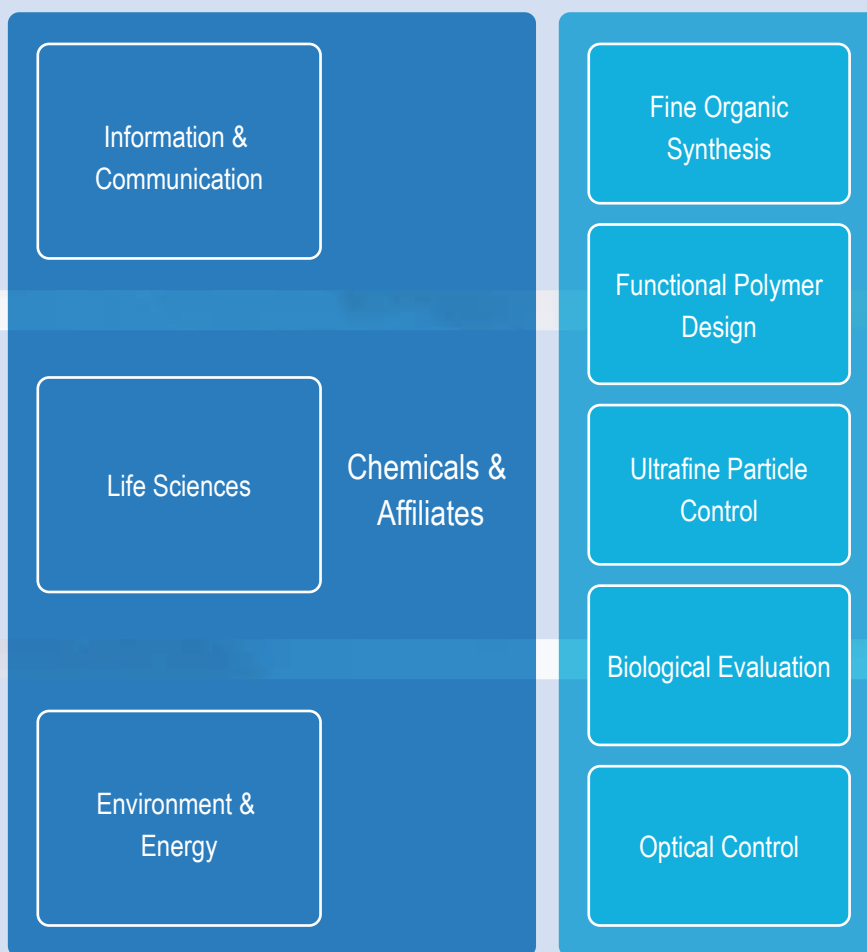 Information &
Communication
Life Sciences
Chemicals &
Affiliates
Environment &
Energy
Fine Organic
Synthesis
Functional Polymer
Design
Ultrafine Particle
Control
Biological Evaluation
Optical Control